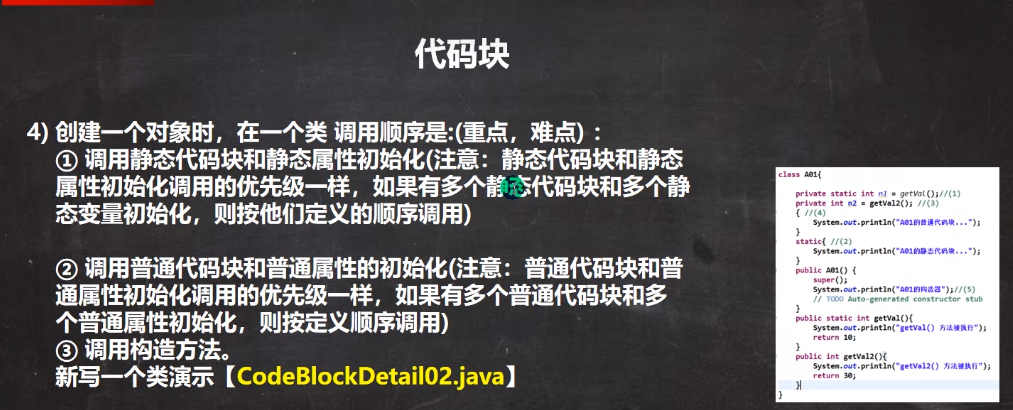 代码块
4) 创建一个对象时，在一个类 调用顺序是:(重点，难点) ：
① 调用静态代码块和静态属性初始化(注意：静态代码块和静态
属性初始化调用的优先级一样，如果有多个静态代码块和多个静
态变量初始化，则按他们定义的顺序调用)
② 调用普通代码块和普通属性的初始化(注意：普通代码块和普
通属性初始化调用的优先级一样，如果有多个普通代码块和多
个普通属性初始化，则按定义顺序调用)
③ 调用构造方法。
新写一个类演示【CodeBlockDetail02.java】
class A01{
private static int n1 = getVal();//(1)
private int n2 = getVal2(); //(3)
{ //(4)
System.out.println("A01的普通代码块...");
}
static{ //(2)
System.out.println("A01的静态代码块...");
}
public A01() {
super();
System.out.println("A01的构造器");//(5)
// TODO Auto-generated constructor stub
}
public static int getVal(){
System.out.println("getVal() 方法被执行");
return 10;
}
public int getVal2(){
System.out.println("getVal2() 方法被执行");
return 30;
}
}